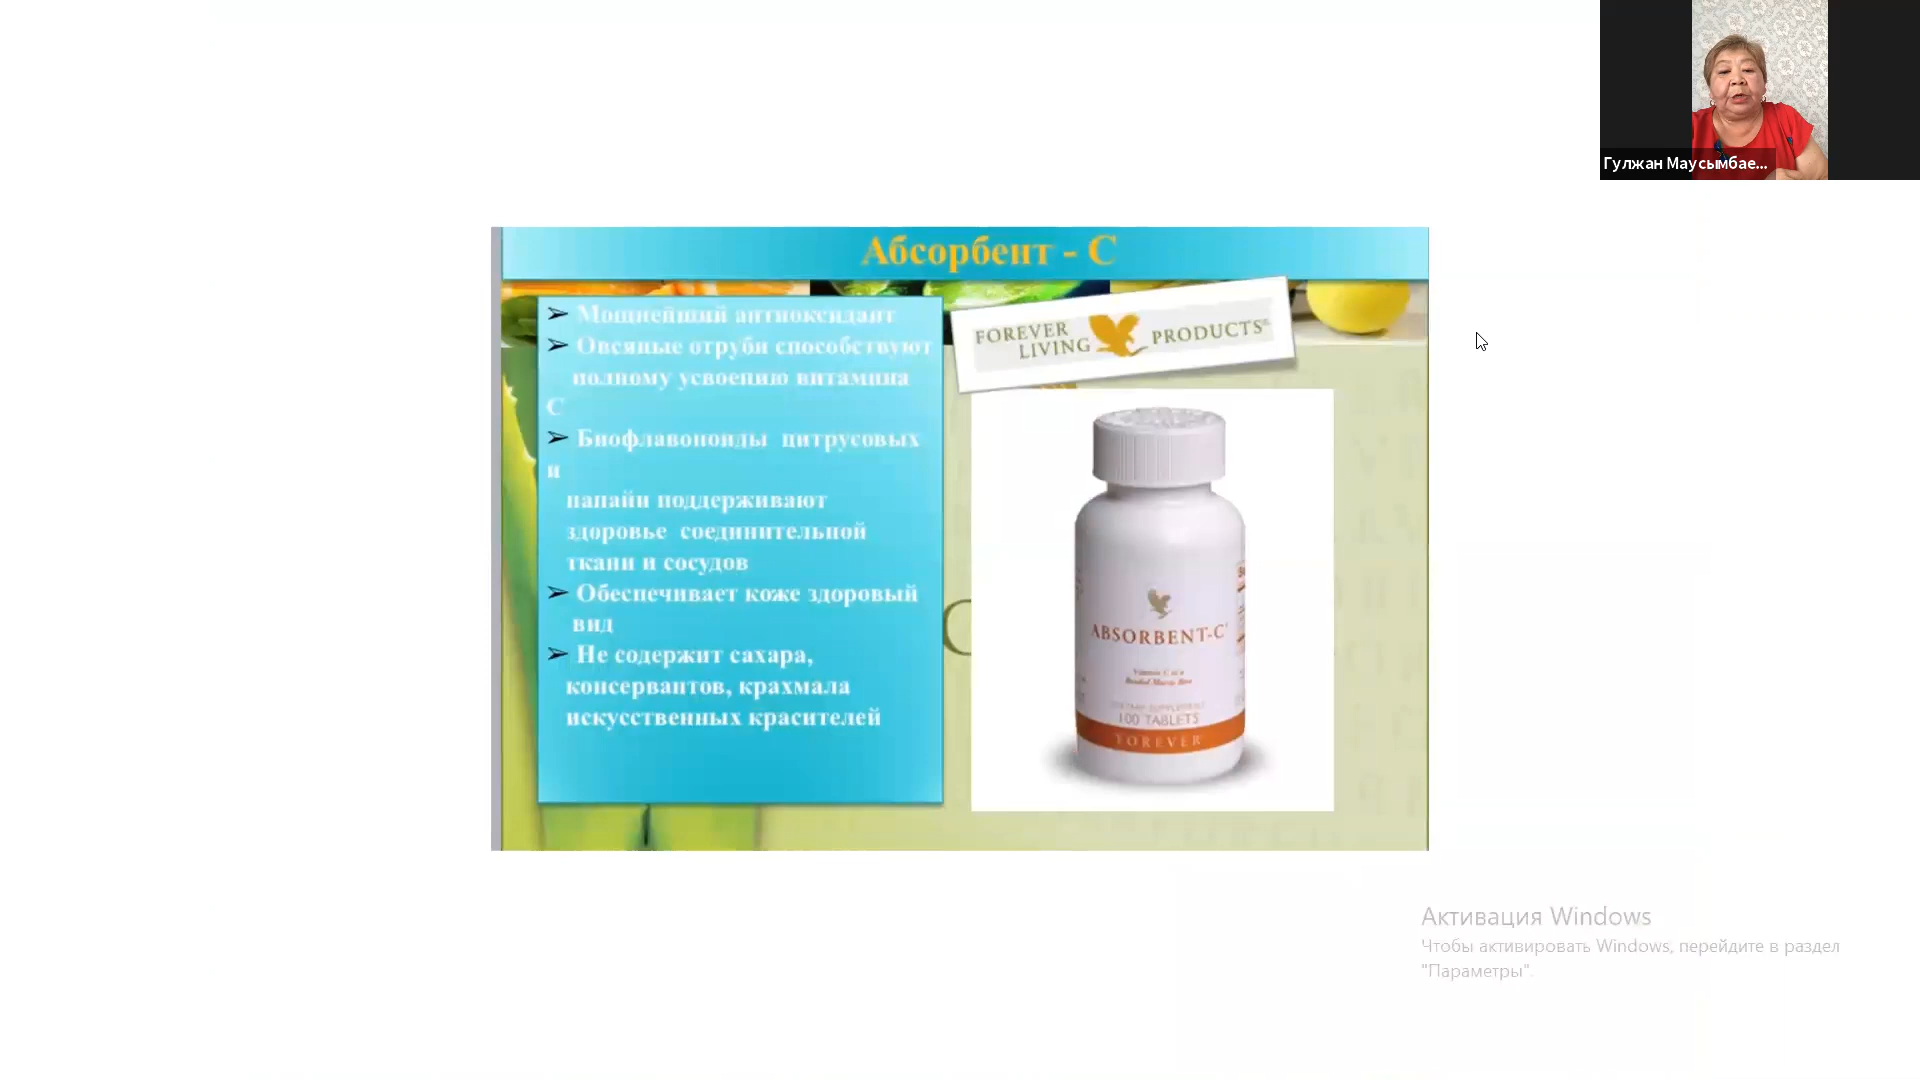 Гулжан Маусымбае...
Абсорбент - С
➢ Мощнейший антиоксидант
➢ Овсяные отруби способствуют
полному усвоению витамина
С
➢ Биофлавоноиды цитрусовых
и
папайи поддерживают
здоровье соединительной
ткани и сосудов
➢ Обеспечивает коже здоровый
вид
➢ Не содержит сахара,
консервантов, крахмала
искусственных красителей
FOREVER
LIVING
PRODUCTS
ABSORBENT-C
DIETARY SUPPLEMENT
100 TABLETS
FOREVER
Активация Windows
Чтобы активировать Windows, перейдите в раздел
"Параметры".